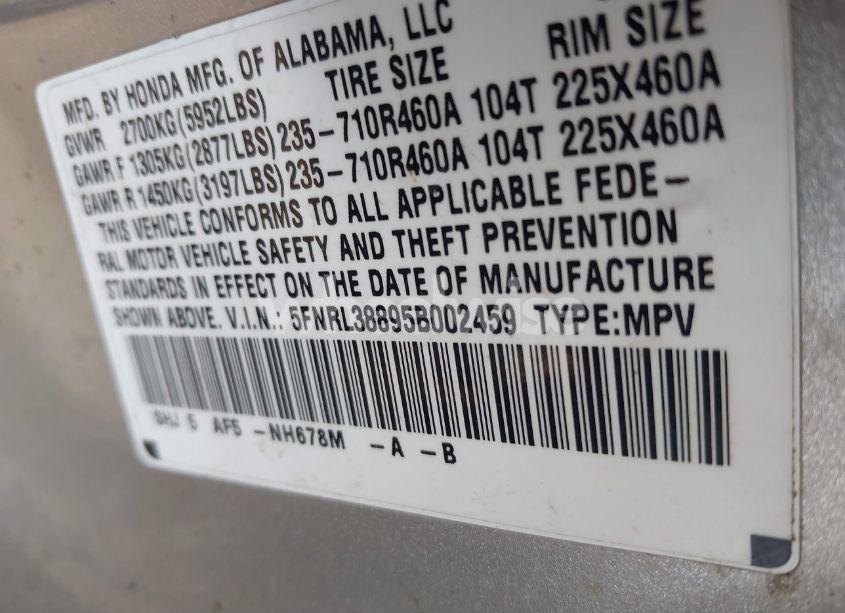 MFD. BY HONDA MFG. OF ALABAMA, LLC
GVWR 2700KG(5952LBS) TIRE SIZE RIM SIZE
GAWR F 1305KG(2877LBS) 235-710R460A 104T 225X460A
GAWR R 1450KG(3197LBS) 235-710R460A 104T 225X460A
THIS VEHICLE CONFORMS TO ALL APPLICABLE FEDE-
RAL MOTOR VEHICLE SAFETY AND THEFT PREVENTION
STANDARDS IN EFFECT ON THE DATE OF MANUFACTURE
SHOWN ABOVE. V.I.N.: 5FNRL38895B002459 TYPE:MPV
SHJ 5 AF5 -NH678M -A -B